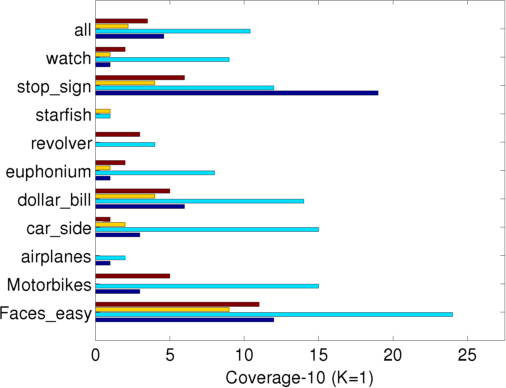 all
watch
stop_sign
starfish
revolver
euphonium
dollar_bill
car_side
airplanes
Motorbikes
Faces_easy
0 5 10 15 20 25
Coverage-10 (K=1)